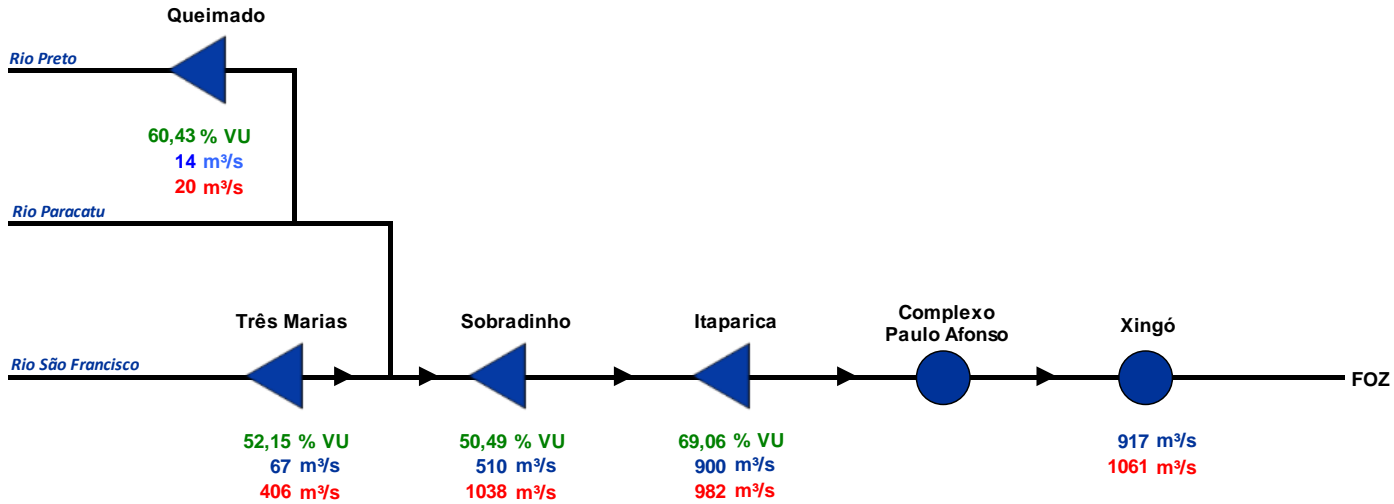 Queimado
Rio Preto
60,43 % VU
14 m³/s
20 m³/s
Rio Paracatu
Três Marias
Sobradinho
Itaparica
Complexo
Paulo Afonso
Xingó
Rio São Francisco
FOZ
52,15 % VU
67 m³/s
406 m³/s
50,49 % VU
510 m³/s
1038 m³/s
69,06 % VU
900 m³/s
982 m³/s
917 m³/s
1061 m³/s